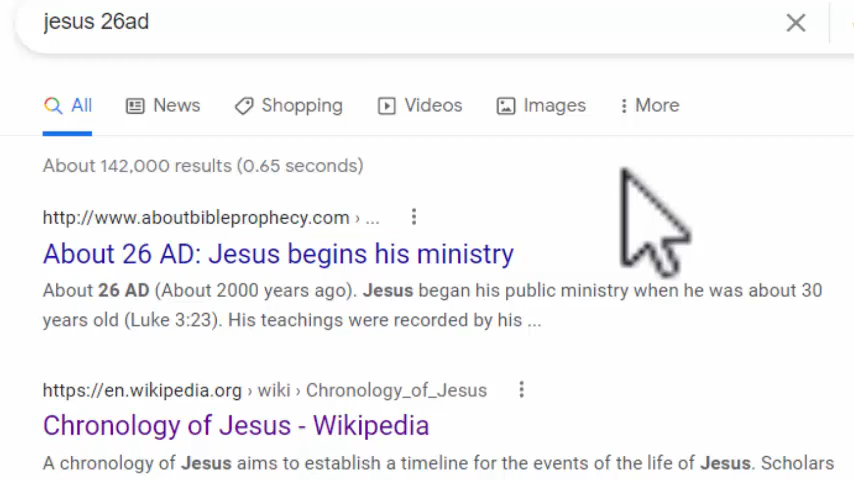 jesus 26ad
All News Shopping Videos Images More
About 142,000 results (0.65 seconds)
http://www.aboutbibleprophecy.com › ...
About 26 AD: Jesus begins his ministry
About 26 AD (About 2000 years ago). Jesus began his public ministry when he was about 30
years old (Luke 3:23). His teachings were recorded by his ...
https://en.wikipedia.org › wiki › Chronology_of_Jesus
Chronology of Jesus - Wikipedia
A chronology of Jesus aims to establish a timeline for the events of the life of Jesus. Scholars